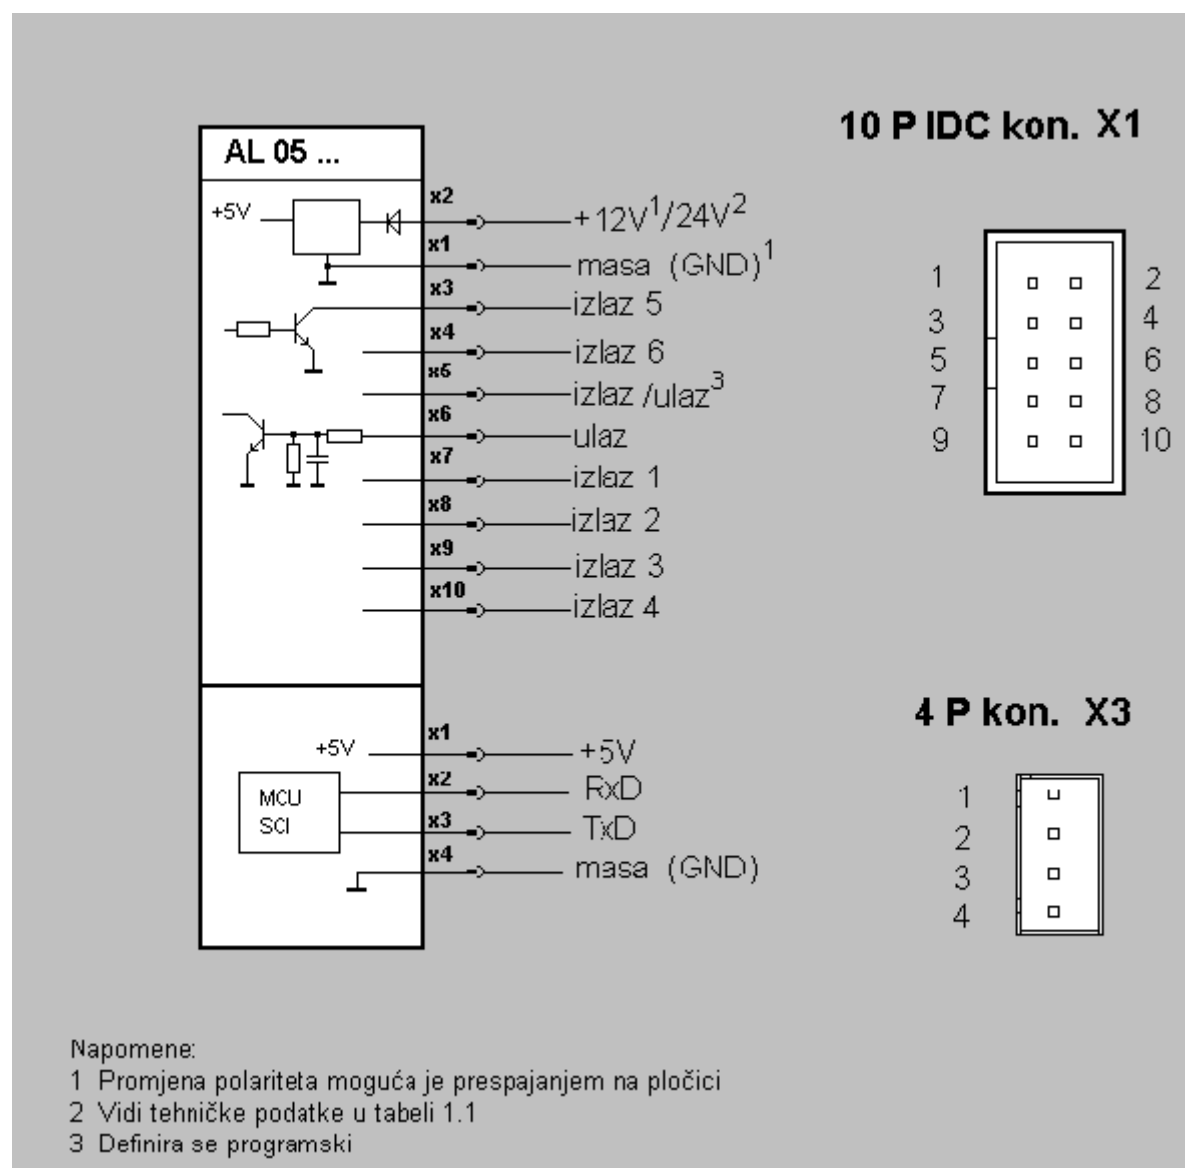 10 P IDC kon. X1
AL 05 ...
+5V
x2
+12V¹/24V²
x1
masa (GND)¹
x3
izlaz 5
x4
izlaz 6
x5
izlaz /ulaz³
x6
ulaz
x7
izlaz 1
x8
izlaz 2
x9
izlaz 3
x10
izlaz 4
1 2
3 4
5 6
7 8
9 10
4 P kon. X3
+5V
x1
+5V
MCU
SCI
x2
RxD
x3
TxD
x4
masa (GND)
1
2
3
4
Napomene:
1 Promjena polariteta moguća je prespajanjem na pločici
2 Vidi tehničke podatke u tabeli 1.1
3 Definira se programski